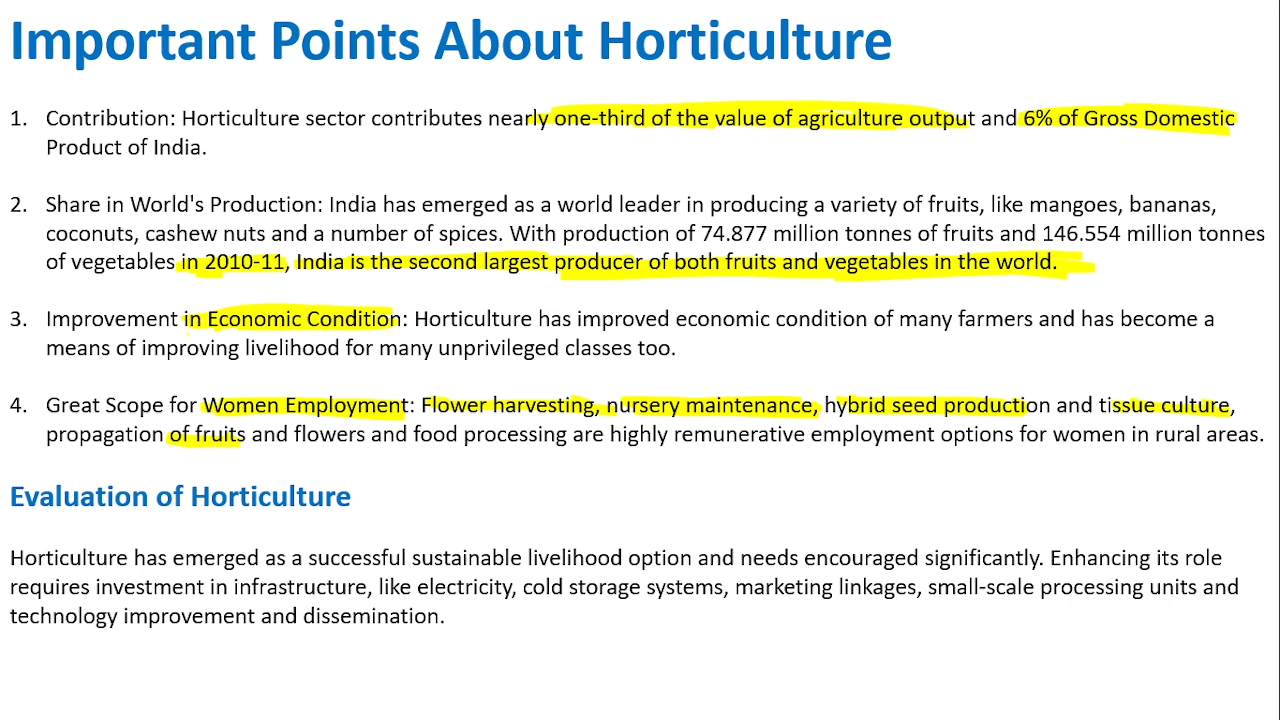 Important Points About Horticulture
1. Contribution: Horticulture sector contributes nearly one-third of the value of agriculture output and 6% of Gross Domestic
Product of India.
2. Share in World's Production: India has emerged as a world leader in producing a variety of fruits, like mangoes, bananas,
coconuts, cashew nuts and a number of spices. With production of 74.877 million tonnes of fruits and 146.554 million tonnes
of vegetables in 2010-11, India is the second largest producer of both fruits and vegetables in the world.
3. Improvement in Economic Condition: Horticulture has improved economic condition of many farmers and has become a
means of improving livelihood for many unprivileged classes too.
4. Great Scope for Women Employment: Flower harvesting, nursery maintenance, hybrid seed production and tissue culture,
propagation of fruits and flowers and food processing are highly remunerative employment options for women in rural areas.
Evaluation of Horticulture
Horticulture has emerged as a successful sustainable livelihood option and needs encouraged significantly. Enhancing its role
requires investment in infrastructure, like electricity, cold storage systems, marketing linkages, small-scale processing units and
technology improvement and dissemination.